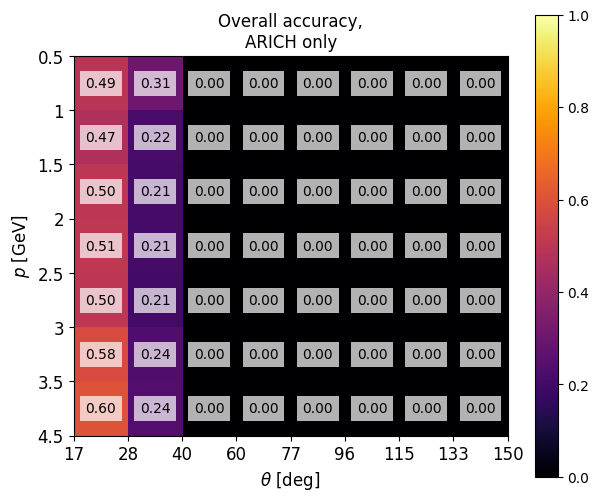 Overall accuracy,
ARICH only
0.5
0.49 0.31 0.00 0.00 0.00 0.00 0.00 0.00
1
0.47 0.22 0.00 0.00 0.00 0.00 0.00 0.00
1.5
0.50 0.21 0.00 0.00 0.00 0.00 0.00 0.00
2
0.51 0.21 0.00 0.00 0.00 0.00 0.00 0.00
2.5
0.50 0.21 0.00 0.00 0.00 0.00 0.00 0.00
3
0.58 0.24 0.00 0.00 0.00 0.00 0.00 0.00
3.5
0.60 0.24 0.00 0.00 0.00 0.00 0.00 0.00
4.5
p [GeV]
17 28 40 60 77 96 115 133 150
θ [deg]
1.0
0.8
0.6
0.4
0.2
0.0